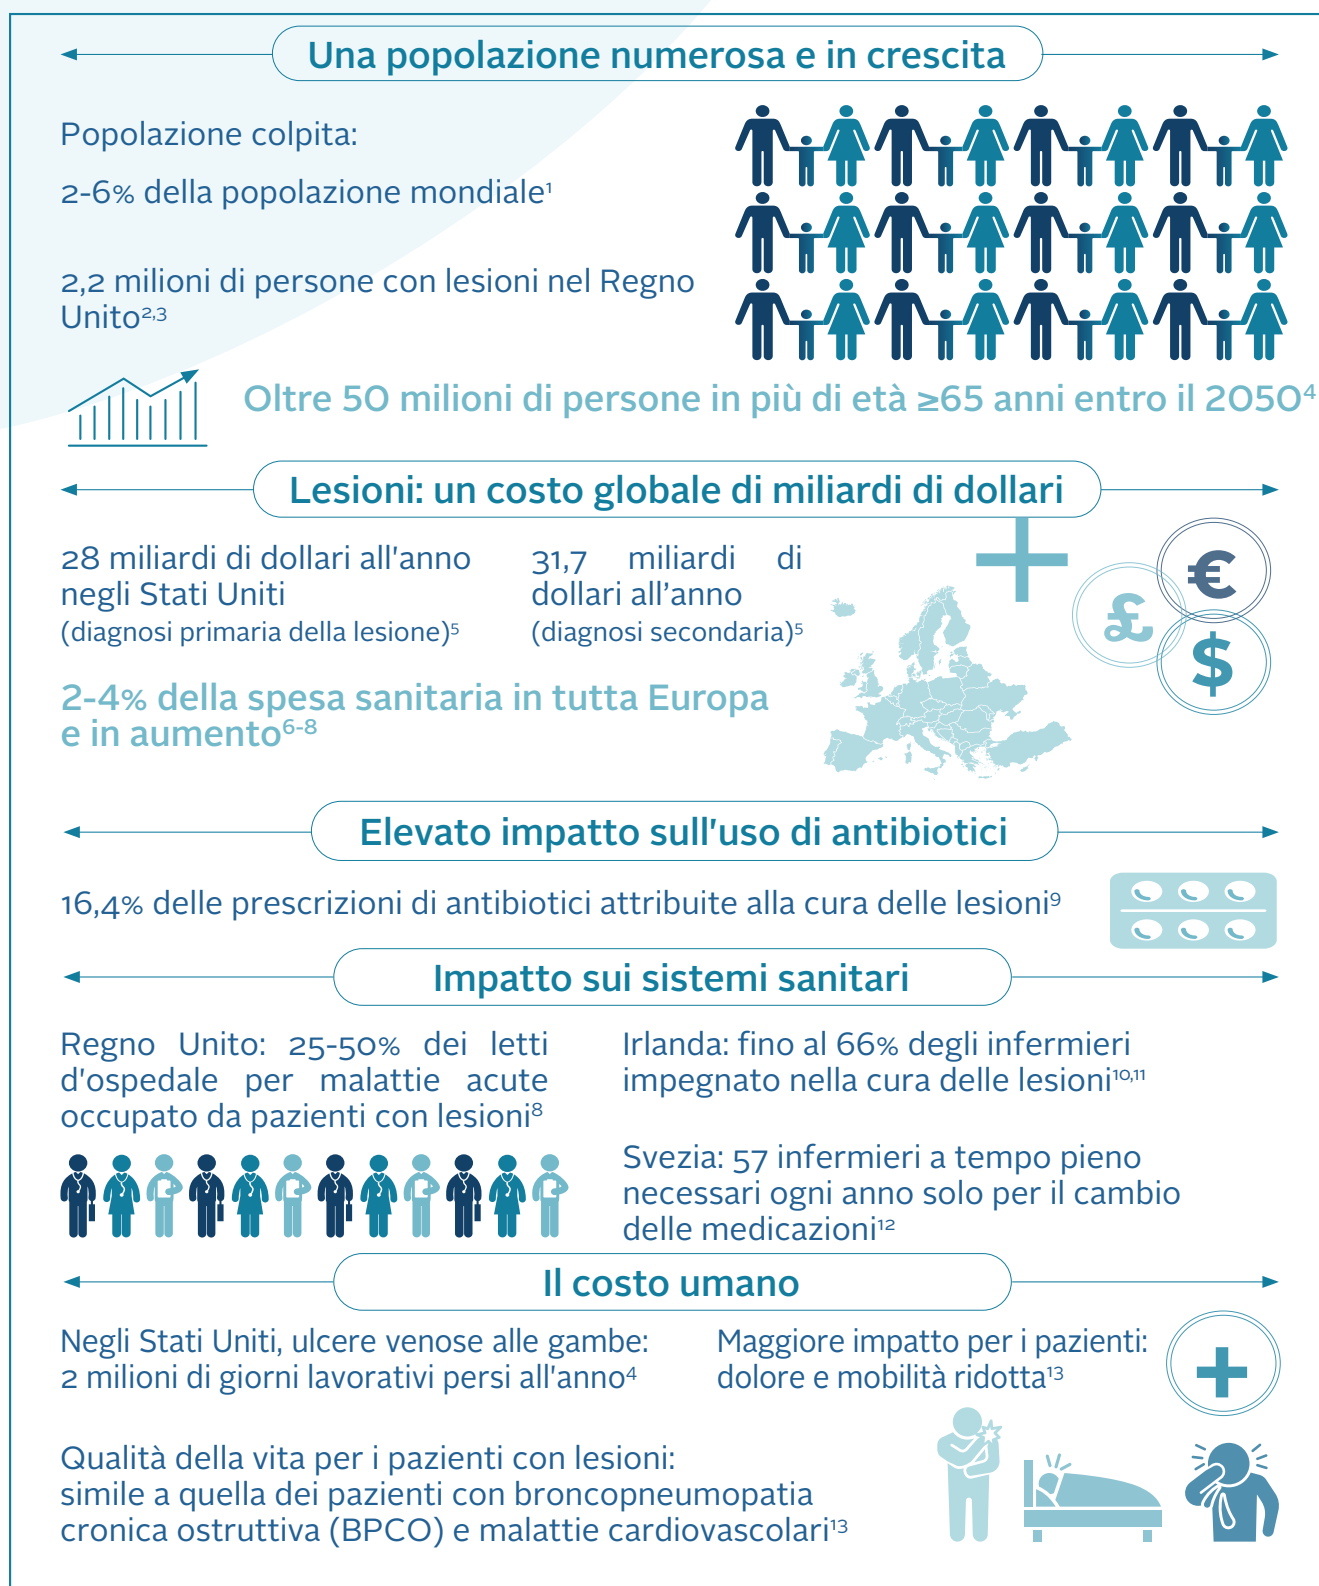 Una popolazione numerosa e in crescita
Popolazione colpita:
2-6% della popolazione mondiale¹
2,2 milioni di persone con lesioni nel Regno
Unito²,³
Oltre 50 milioni di persone in più di età ≥65 anni entro il 2050⁴
Lesioni: un costo globale di miliardi di dollari
28 miliardi di dollari all'anno
negli Stati Uniti
(diagnosi primaria della lesione)⁵
31,7 miliardi di
dollari all’anno
(diagnosi secondaria)⁵
€
£
$
2-4% della spesa sanitaria in tutta Europa
e in aumento⁶⁻⁸
Elevato impatto sull'uso di antibiotici
16,4% delle prescrizioni di antibiotici attribuite alla cura delle lesioni⁹
Impatto sui sistemi sanitari
Regno Unito: 25-50% dei letti
d'ospedale per malattie acute
occupato da pazienti con lesioni⁸
Irlanda: fino al 66% degli infermieri
impegnato nella cura delle lesioni¹⁰,¹¹
Svezia: 57 infermieri a tempo pieno
necessari ogni anno solo per il cambio
delle medicazioni¹²
Il costo umano
Negli Stati Uniti, ulcere venose alle gambe:
2 milioni di giorni lavorativi persi all'anno⁴
Maggiore impatto per i pazienti:
dolore e mobilità ridotta¹³
Qualità della vita per i pazienti con lesioni:
simile a quella dei pazienti con broncopneumopatia
cronica ostruttiva (BPCO) e malattie cardiovascolari¹³